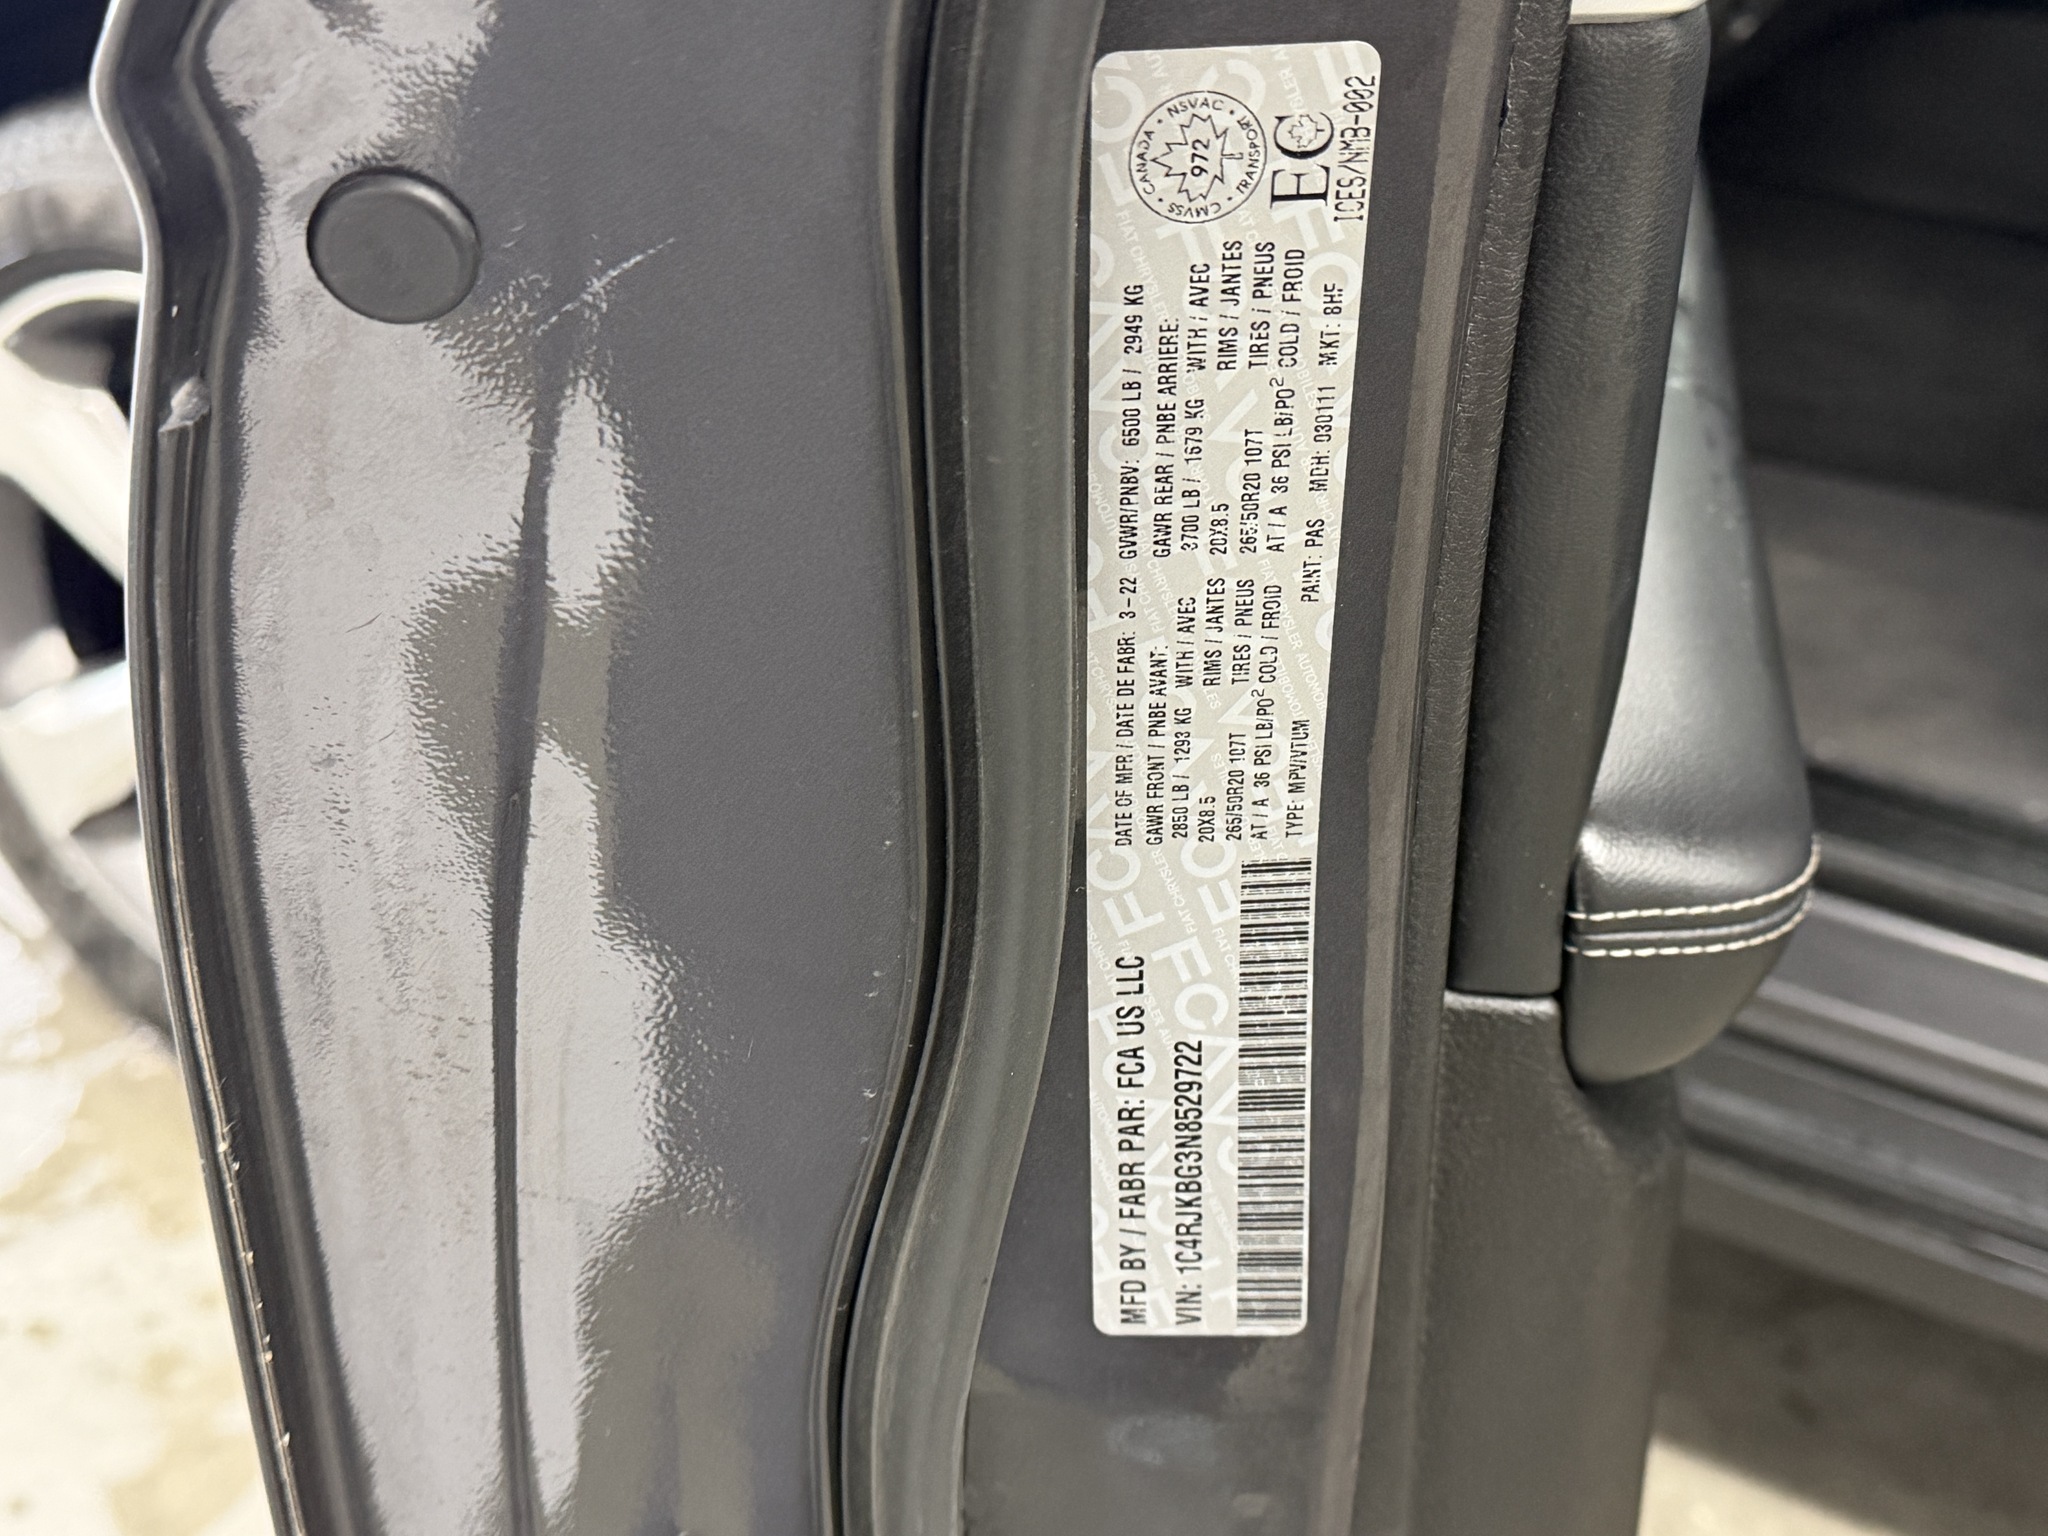 MFD BY / FABR PAR: FCA US LLC
VIN: 1C4RJKBG3N8529722
DATE OF MFR / DATE DE FABR: 3-22 GVWR/PNBV: 6500 LB / 2949 KG
GAWR FRONT / PNBE AVANT: GAWR REAR / PNBE ARRIERE:
2850 LB / 1293 KG WITH / AVEC 3700 LB / 1679 KG WITH / AVEC
20X8.5 RIMS / JANTES 20X8.5 RIMS / JANTES
265/50R20 107T TIRES / PNEUS 265/50R20 107T TIRES / PNEUS
AT / A 36 PSI LB/PO² COLD / FROID AT / A 36 PSI LB/PO² COLD / FROID
TYPE: MPV/VTUM PAINT: PAS MDH: 030111 MKT: 8HF
CANADA · NSVAC · TRANSPORT · CMVSS
972
EC
ICES/NMB-002